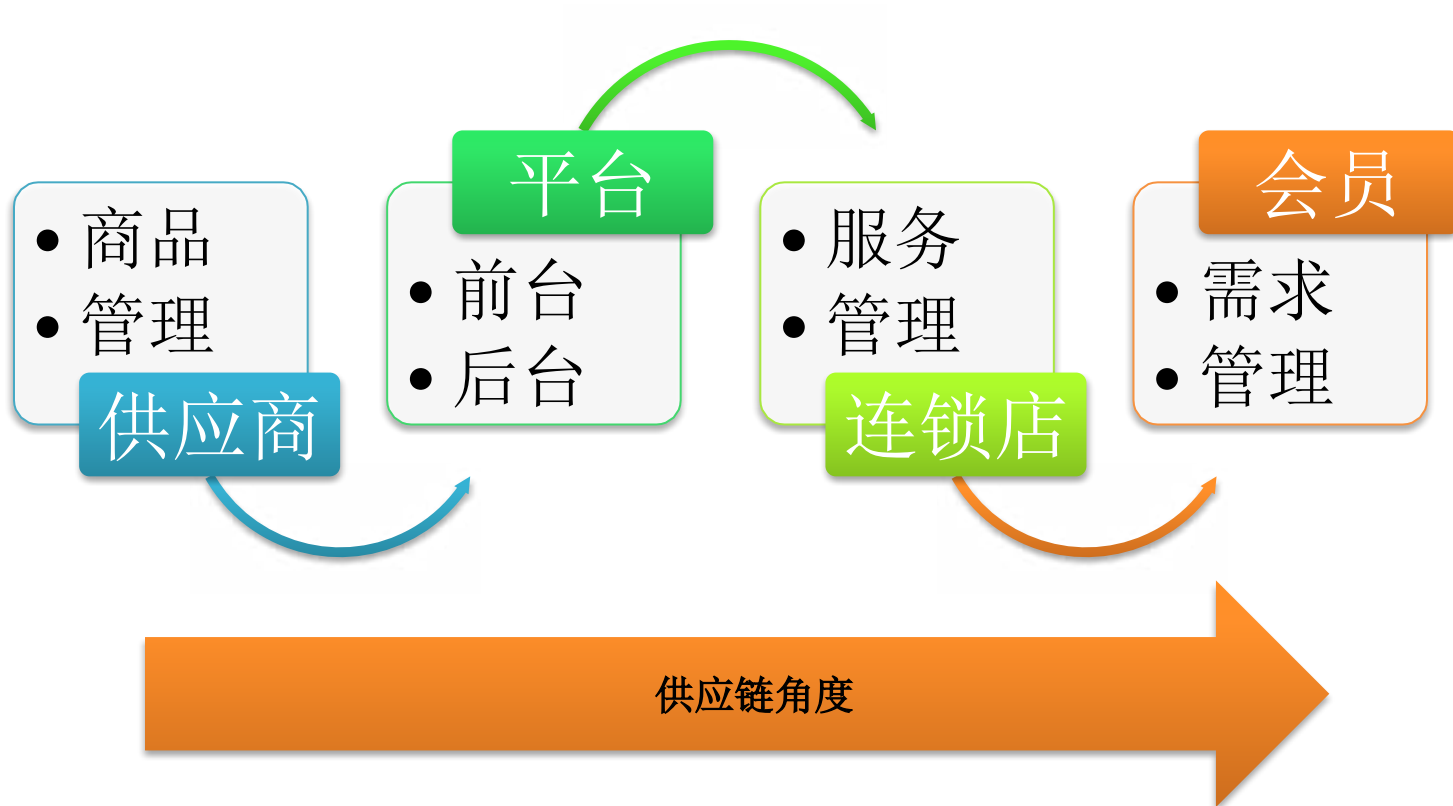 • 商品
• 管理
供应商
平台
• 前台
• 后台
• 服务
• 管理
连锁店
会员
• 需求
• 管理
供应链角度